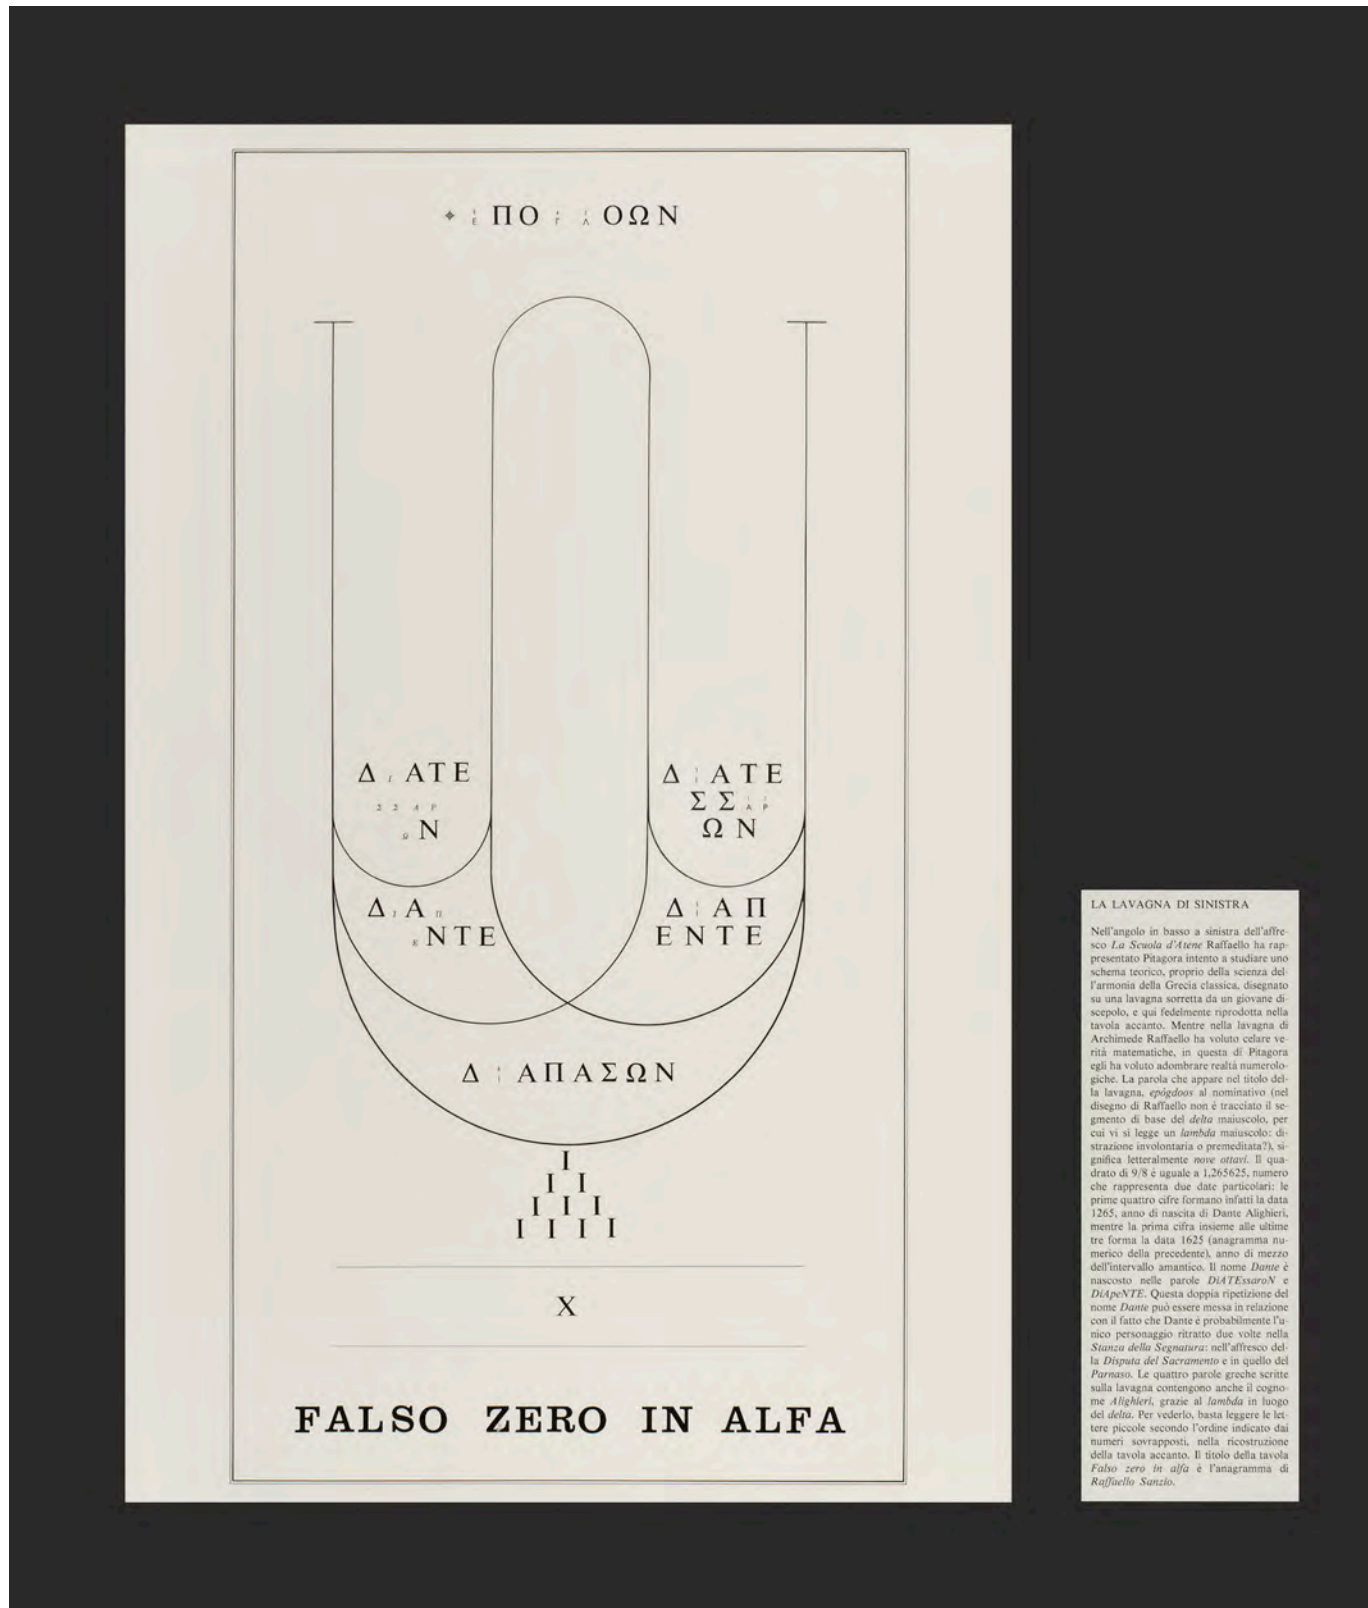 ΠΟ ΟΩΝ
Δ Ι ΑΤΕ
Σ Σ Α Ρ
Ω Ν
Δ Ι ΑΤΕ
ΣΣ Α Ρ
ΩΝ
Δ Ι Α Π
Ε ΝΤΕ
Δ Ι ΑΠ
ΕΝΤΕ
Δ Ι ΑΠΑΣΩΝ
I
I I
I I I
I I I I
X
FALSO ZERO IN ALFA
LA LAVAGNA DI SINISTRA
Nell'angolo in basso a sinistra dell'affre-
sco La Scuola d'Atene Raffaello ha rap-
presentato Pitagora intento a studiare uno
schema teorico, proprio della scienza del-
l'armonia della Grecia classica, disegnato
su una lavagna sorretta da un giovane di-
scepolo, e qui fedelmente riprodotta nella
tavola accanto. Mentre nella lavagna di
Archimede Raffaello ha voluto celare ve-
rità matematiche, in questa di Pitagora
egli ha voluto adombrare realtà numerolo-
giche. La parola che appare nel titolo del-
la lavagna, epógdoos al nominativo (nel
disegno di Raffaello non è tracciato il se-
gmento di base del delta maiuscolo, per
cui vi si legge un lambda maiuscolo: di-
strazione involontaria o premeditata?), si-
gnifica letteralmente nove ottavi. Il qua-
drato di 9/8 è uguale a 1,265625, numero
che rappresenta due date particolari: le
prime quattro cifre formano infatti la data
1265, anno di nascita di Dante Alighieri,
mentre la prima cifra insieme alle ultime
tre forma la data 1625 (anagramma nu-
merico della precedente), anno di mezzo
dell'intervallo amantico. Il nome Dante è
nascosto nelle parole DiATEssaroN e
DiApeNTE. Questa doppia ripetizione del
nome Dante può essere messa in relazione
con il fatto che Dante è probabilmente l'u-
nico personaggio ritratto due volte nella
Stanza della Segnatura: nell'affresco del-
la Disputa del Sacramento e in quello del
Parnaso. Le quattro parole greche scritte
sulla lavagna contengono anche il cogno-
me Alighieri, grazie al lambda in luogo
del delta. Per vederlo, basta leggere le let-
tere piccole secondo l'ordine indicato dai
numeri sovrapposti, nella ricostruzione
della tavola accanto. Il titolo della tavola
Falso zero in alfa è l'anagramma di
Raffaello Sanzio.